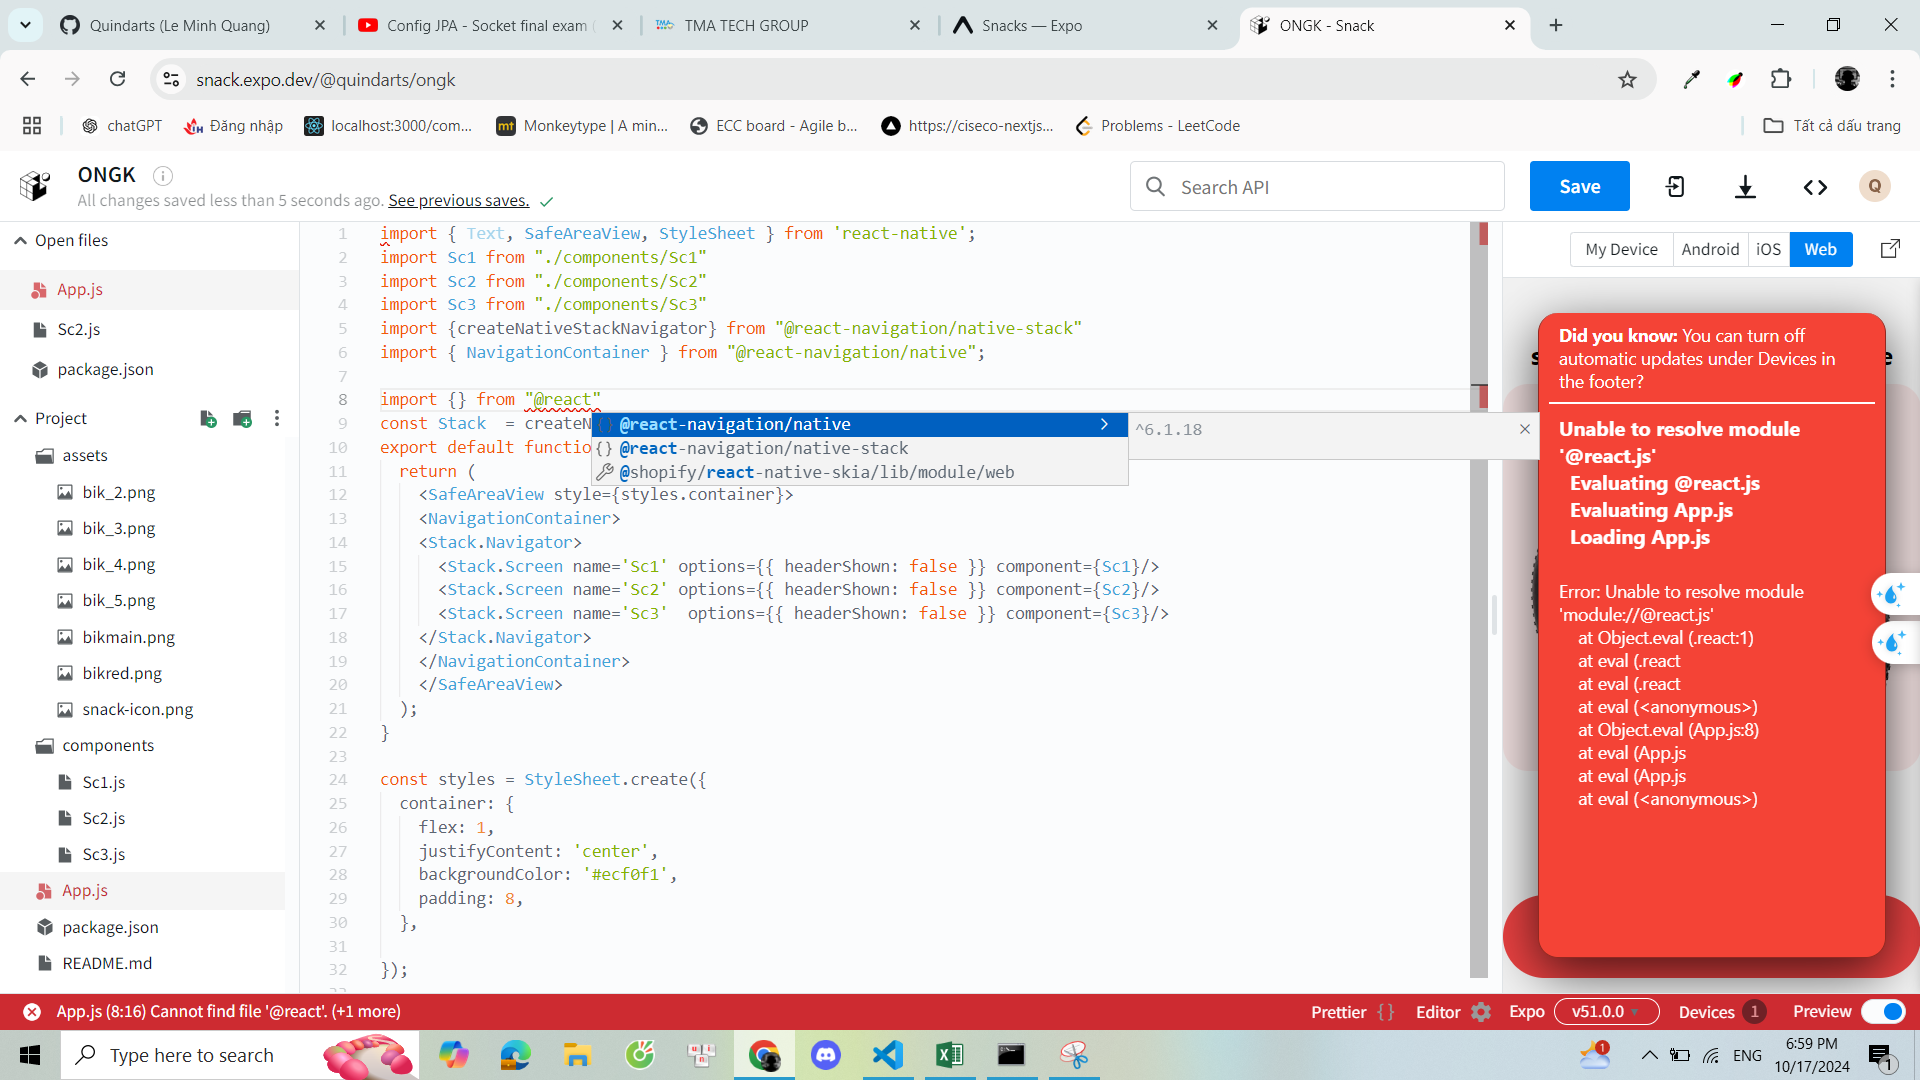 Quindarts (Le Minh Quang)
Config JPA - Socket final exam (
TMA TECH GROUP
Snacks — Expo
ONGK - Snack
snack.expo.dev/@quindarts/ongk
chatGPT
Đăng nhập
localhost:3000/com...
Monkeytype | A min...
ECC board - Agile b...
https://ciseco-nextjs...
Problems - LeetCode
Tất cả dấu trang
ONGK
All changes saved less than 5 seconds ago. See previous saves.
Search API
Save
Q
Open files
App.js
Sc2.js
package.json
Project
assets
bik_2.png
bik_3.png
bik_4.png
bik_5.png
bikmain.png
bikred.png
snack-icon.png
components
Sc1.js
Sc2.js
Sc3.js
App.js
package.json
README.md
1 import { Text, SafeAreaView, StyleSheet } from 'react-native';
2 import Sc1 from "./components/Sc1"
3 import Sc2 from "./components/Sc2"
4 import Sc3 from "./components/Sc3"
5 import {createNativeStackNavigator} from "@react-navigation/native-stack"
6 import { NavigationContainer } from "@react-navigation/native";
7
8 import {} from "@react"
9 const Stack  = createN
10 export default functio
11 return (
12 <SafeAreaView style={styles.container}>
13 <NavigationContainer>
14 <Stack.Navigator>
15 <Stack.Screen name='Sc1' options={{ headerShown: false }} component={Sc1}/>
16 <Stack.Screen name='Sc2' options={{ headerShown: false }} component={Sc2}/>
17 <Stack.Screen name='Sc3'  options={{ headerShown: false }} component={Sc3}/>
18 </Stack.Navigator>
19 </NavigationContainer>
20 </SafeAreaView>
21 );
22 }
23
24 const styles = StyleSheet.create({
25 container: {
26 flex: 1,
27 justifyContent: 'center',
28 backgroundColor: '#ecf0f1',
29 padding: 8,
30 },
31
32 });
{} @react-navigation/native
{} @react-navigation/native-stack
@shopify/react-native-skia/lib/module/web
^6.1.18
My Device
Android
iOS
Web
Did you know: You can turn off
automatic updates under Devices in
the footer?
Unable to resolve module
'@react.js'
Evaluating @react.js
Evaluating App.js
Loading App.js
Error: Unable to resolve module
'module://@react.js'
at Object.eval (.react:1)
at eval (.react
at eval (.react
at eval (<anonymous>)
at Object.eval (App.js:8)
at eval (App.js
at eval (App.js
at eval (<anonymous>)
App.js (8:16) Cannot find file '@react'. (+1 more)
Prettier {}
Editor
Expo
v51.0.0
Devices
1
Preview
Type here to search
1
ENG
6:59 PM
10/17/2024
1